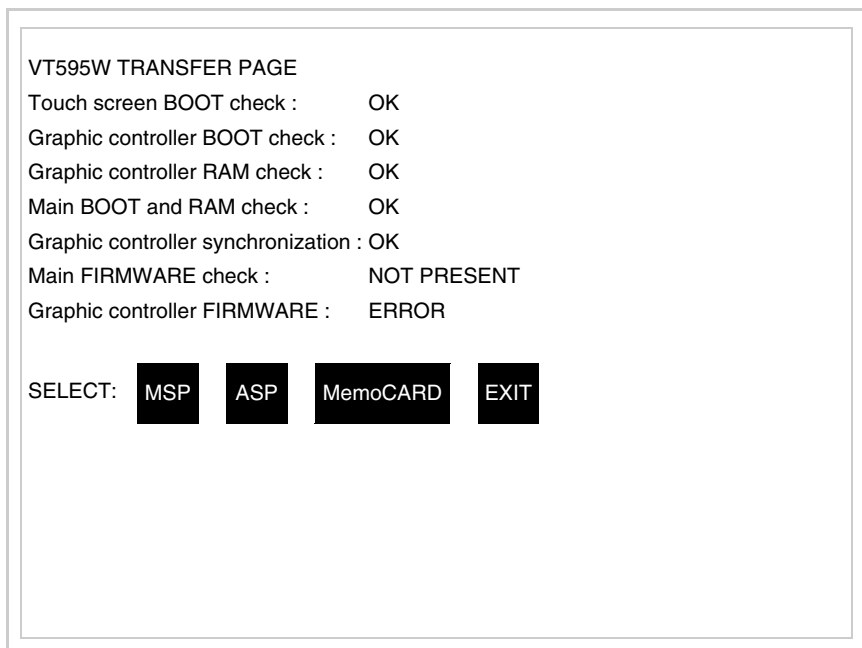 VT595W TRANSFER PAGE
Touch screen BOOT check : OK
Graphic controller BOOT check : OK
Graphic controller RAM check : OK
Main BOOT and RAM check : OK
Graphic controller synchronization : OK
Main FIRMWARE check : NOT PRESENT
Graphic controller FIRMWARE : ERROR
SELECT: MSP ASP MemoCARD EXIT